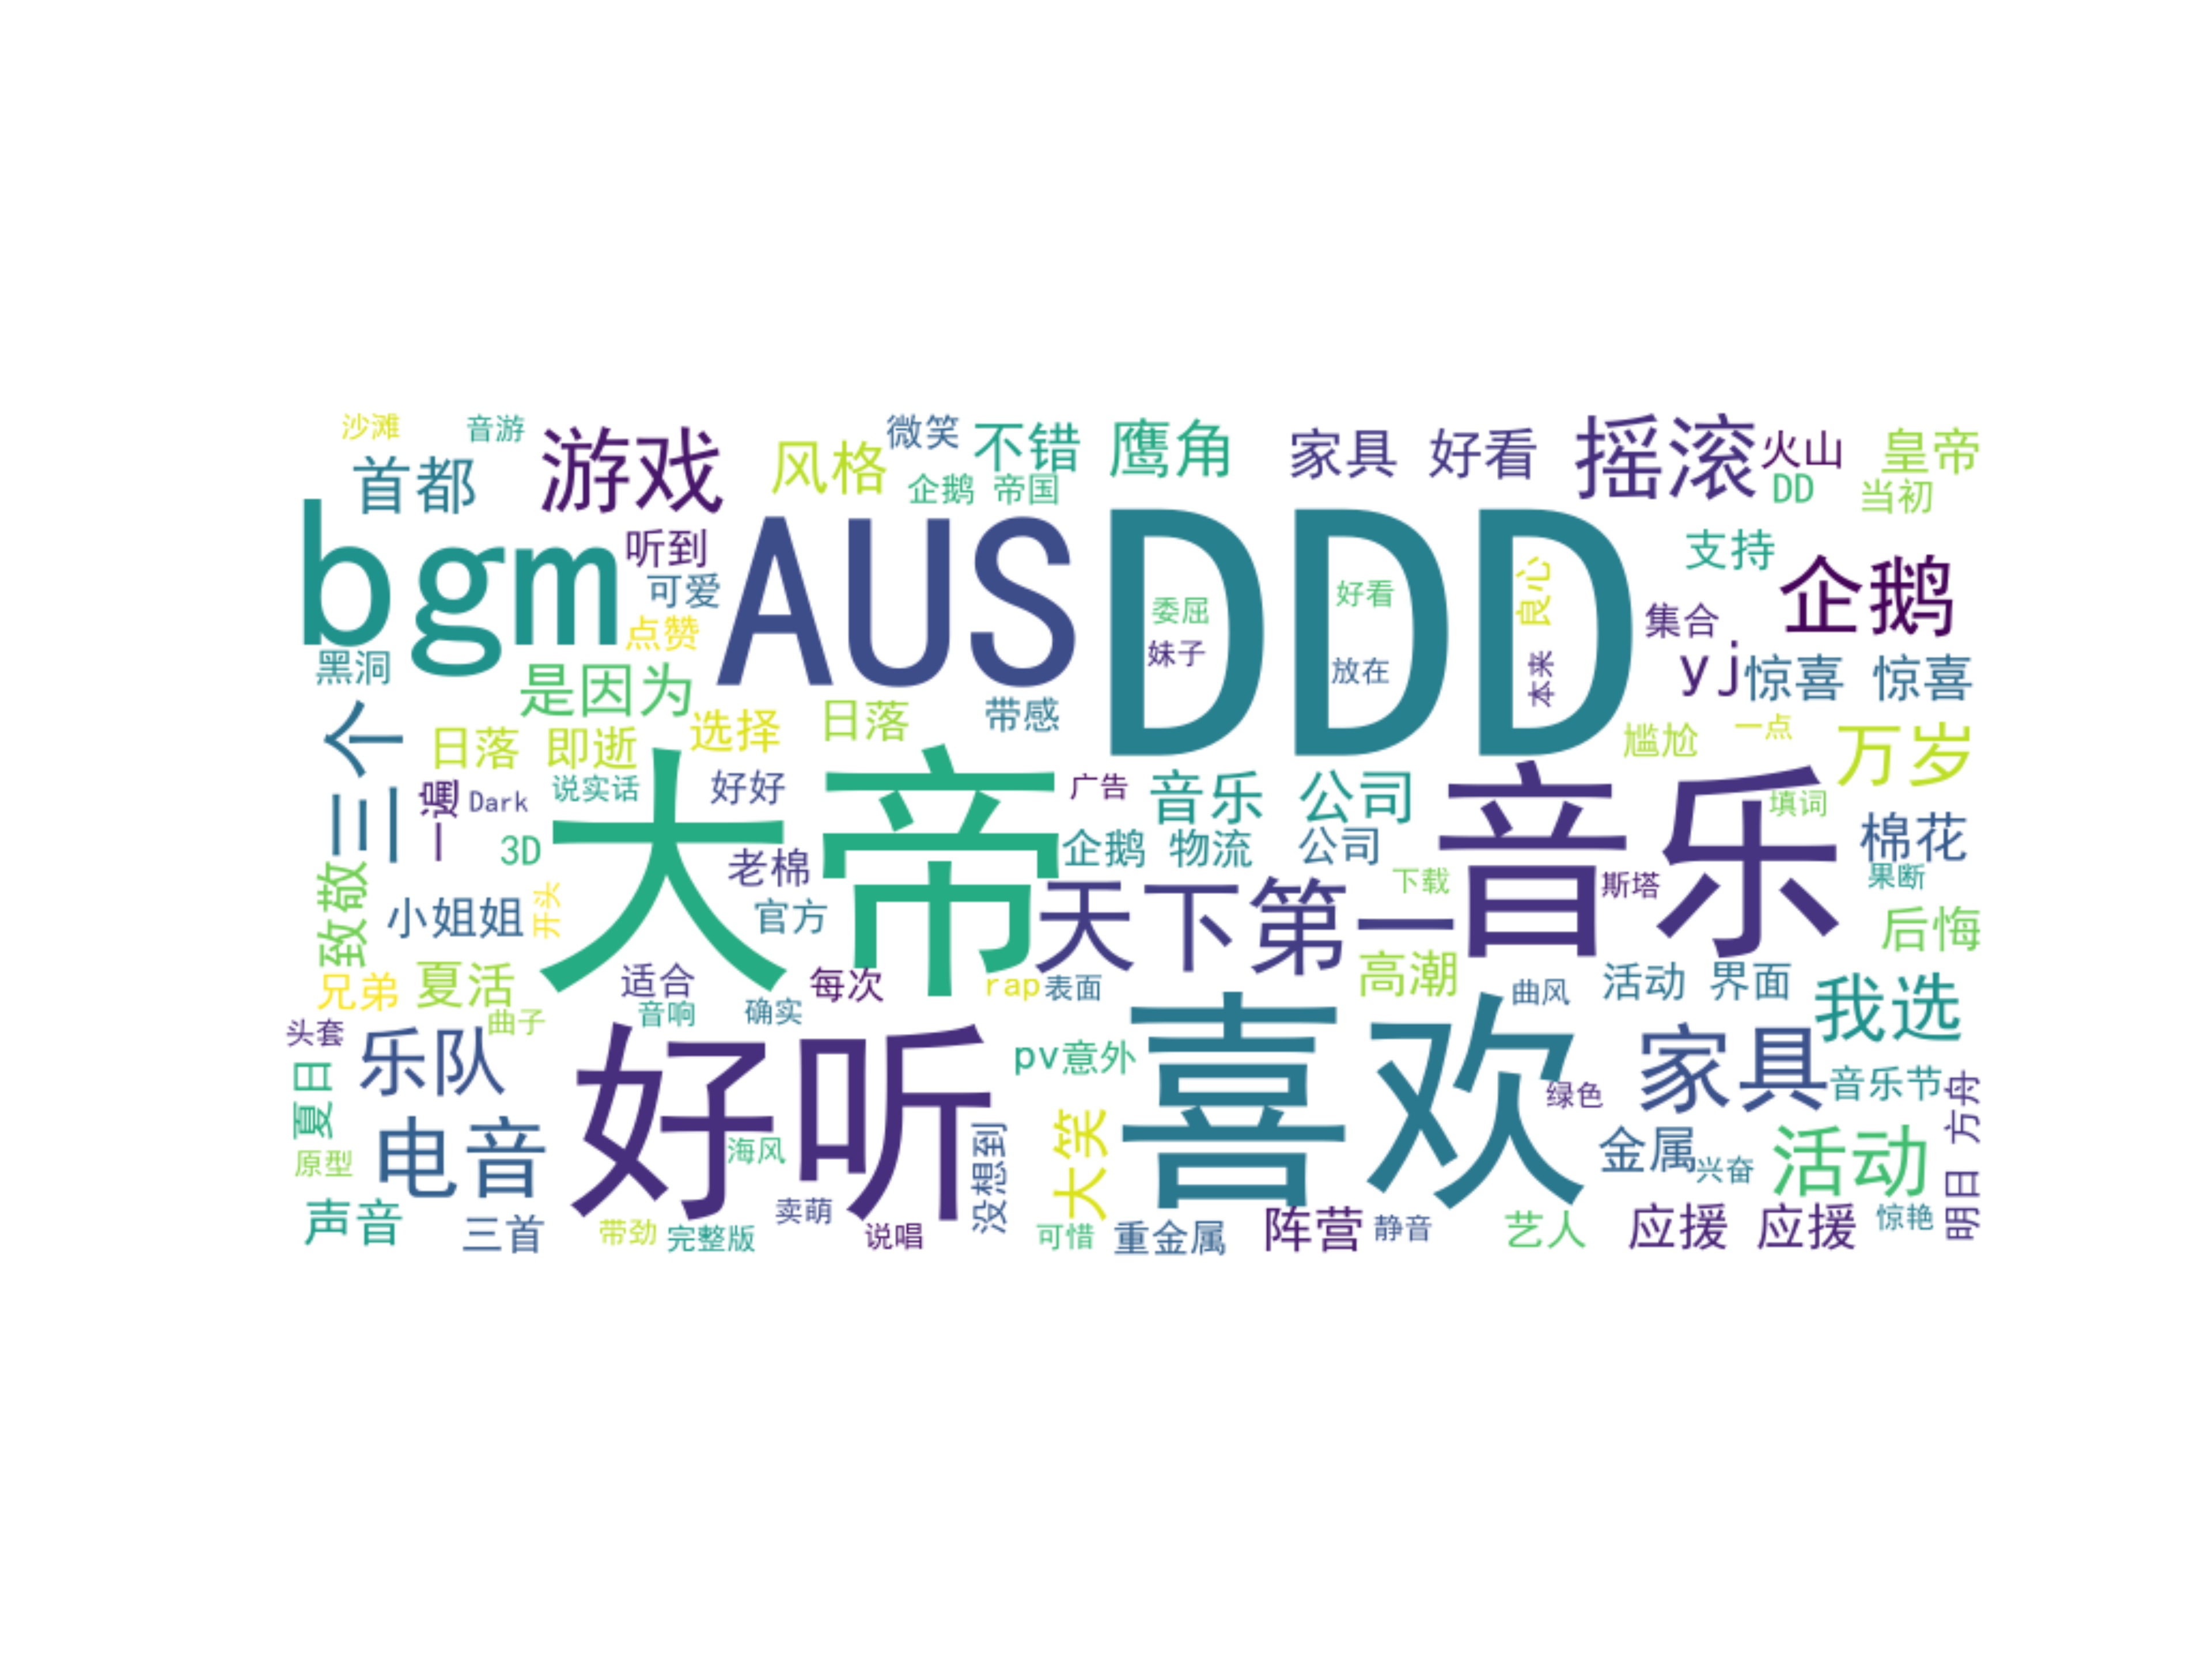 沙滩
音游
游戏
微笑
不错
鹰角
家具 好看
摇滚
火山
皇帝
首都
风格
企鹅 帝国
DD
当初
bgm
听到
AUS
DDD
支持
企鹅
可爱
委屈
好看
良心
集合
点赞
妹子
放在
本来
yj
惊喜 惊喜
黑洞
是因为
选择
日落
带感
尴尬
一点
万岁
三个
日落 即逝
一遍
Dark
说实话
好好
大帝
广告
音乐 公司
音乐
填词
3D
老棉
企鹅 物流
公司
棉花
致敬
小姐姐
开头
官方
天下第一
下载
斯塔
果断
后悔
兄弟
夏活
适合
每次
rap
表面
高潮
曲风
活动 界面
我选
头套
曲子
音响
确实
乐队
好听
pv意外
喜欢
绿色
家具
音乐节
夏日
电音
海风
没想到
大笑
金属
兴奋
活动
明日 方舟
原型
声音
三首
带劲
完整版
卖萌
说唱
可惜
重金属
阵营
静音
艺人
应援 应援
惊艳